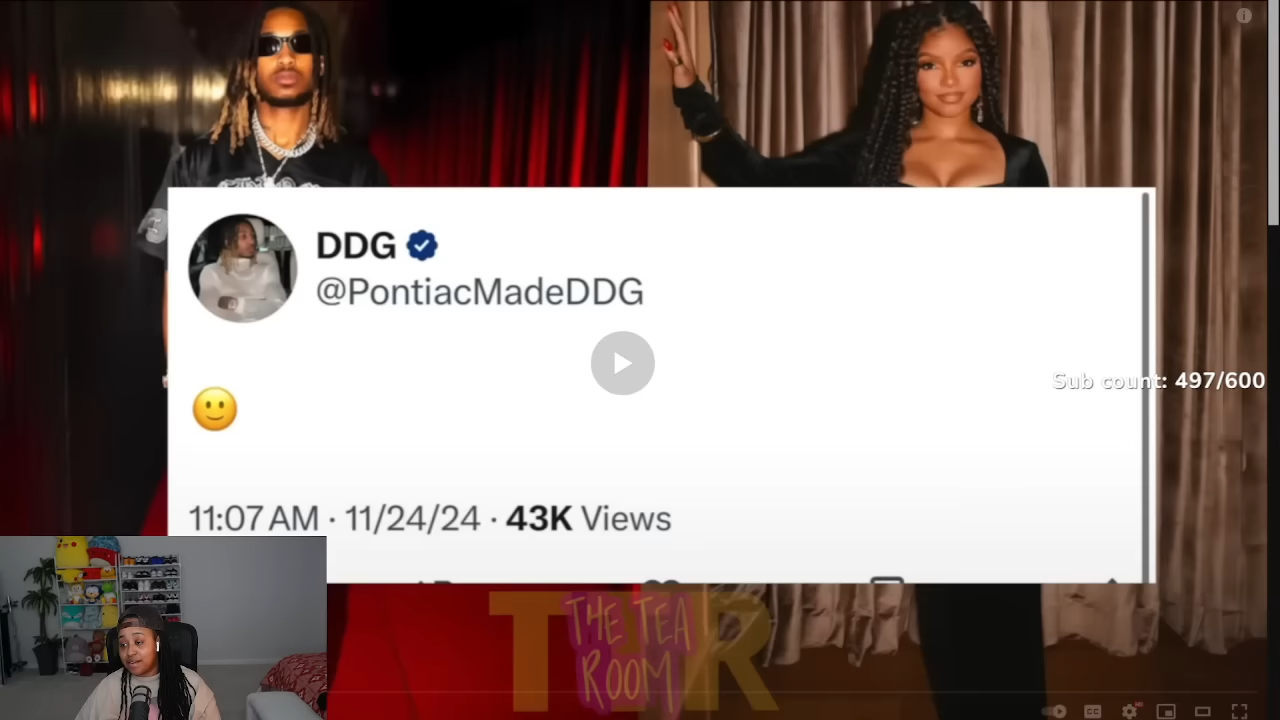 DDG
@PontiacMadeDDG
Sub count: 497/600
11:07 AM · 11/24/24 · 43K Views
THE TEA
ROOM